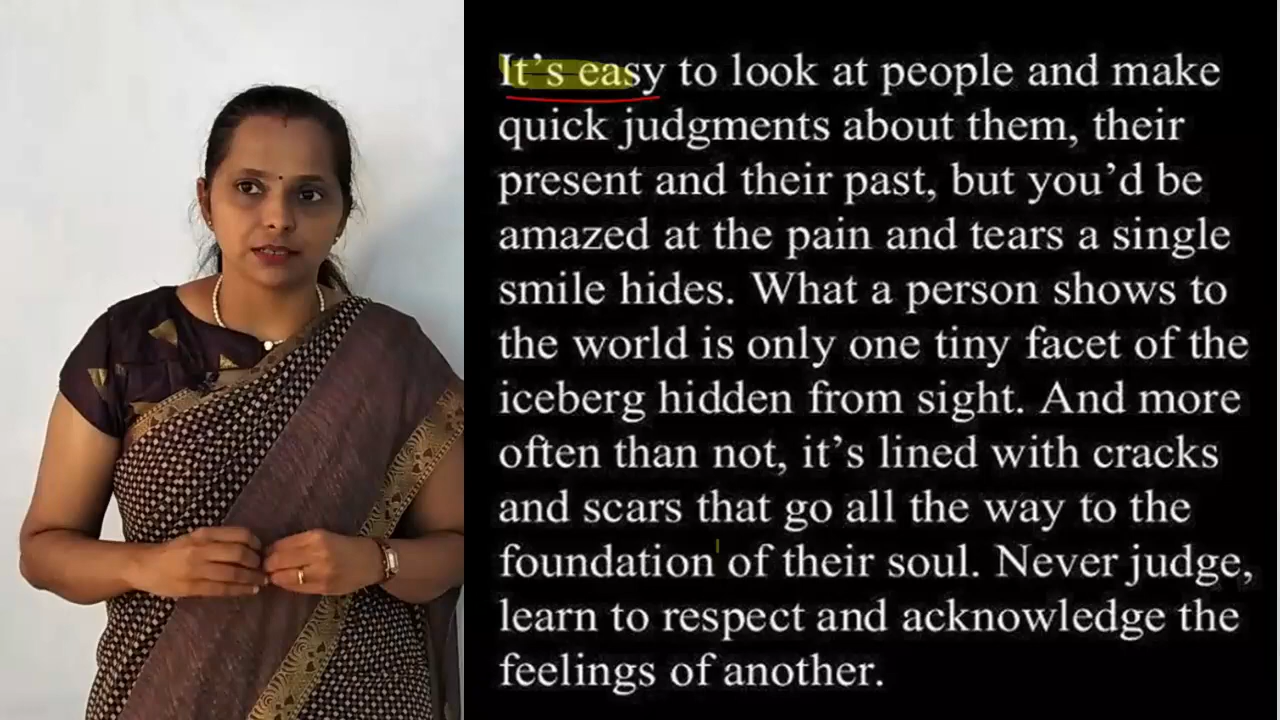 It’s easy to look at people and make
quick judgments about them, their
present and their past, but you’d be
amazed at the pain and tears a single
smile hides. What a person shows to
the world is only one tiny facet of the
iceberg hidden from sight. And more
often than not, it’s lined with cracks
and scars that go all the way to the
foundation of their soul. Never judge,
learn to respect and acknowledge the
feelings of another.